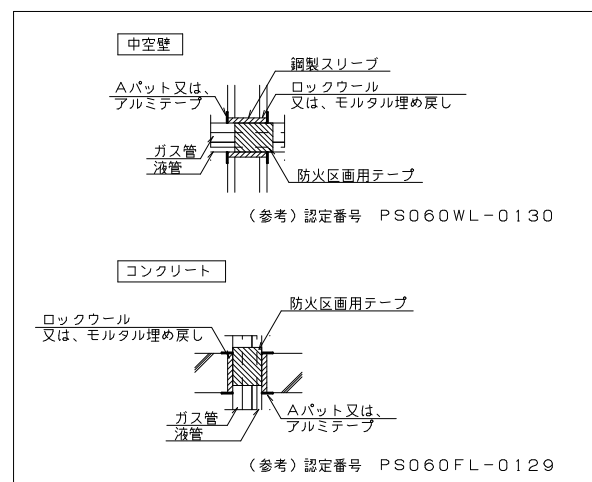 中空壁
鋼製スリーブ
Aパット又は、
アルミテープ
ロックウール
又は、モルタル埋め戻し
ガス管
液管
防火区画用テープ
(参考)認定番号 PS060WL-0130
コンクリート
防火区画用テープ
ロックウール
又は、モルタル埋め戻し
ガス管
液管
Aパット又は、
アルミテープ
(参考)認定番号 PS060FL-0129